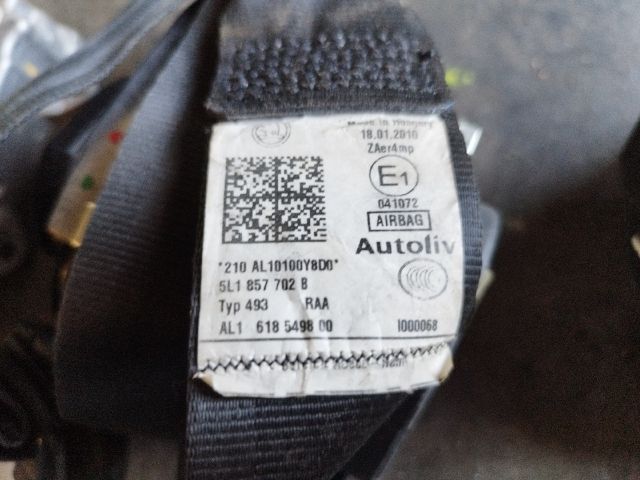 Made in Hungary
18.01.2010
ZAer4mp
E1
041072
AIRBAG
Autoliv
*210 AL10100Y8D0*
5L1 857 702 B
Typ 493 RAA
AL1 618 5498 00 I000068